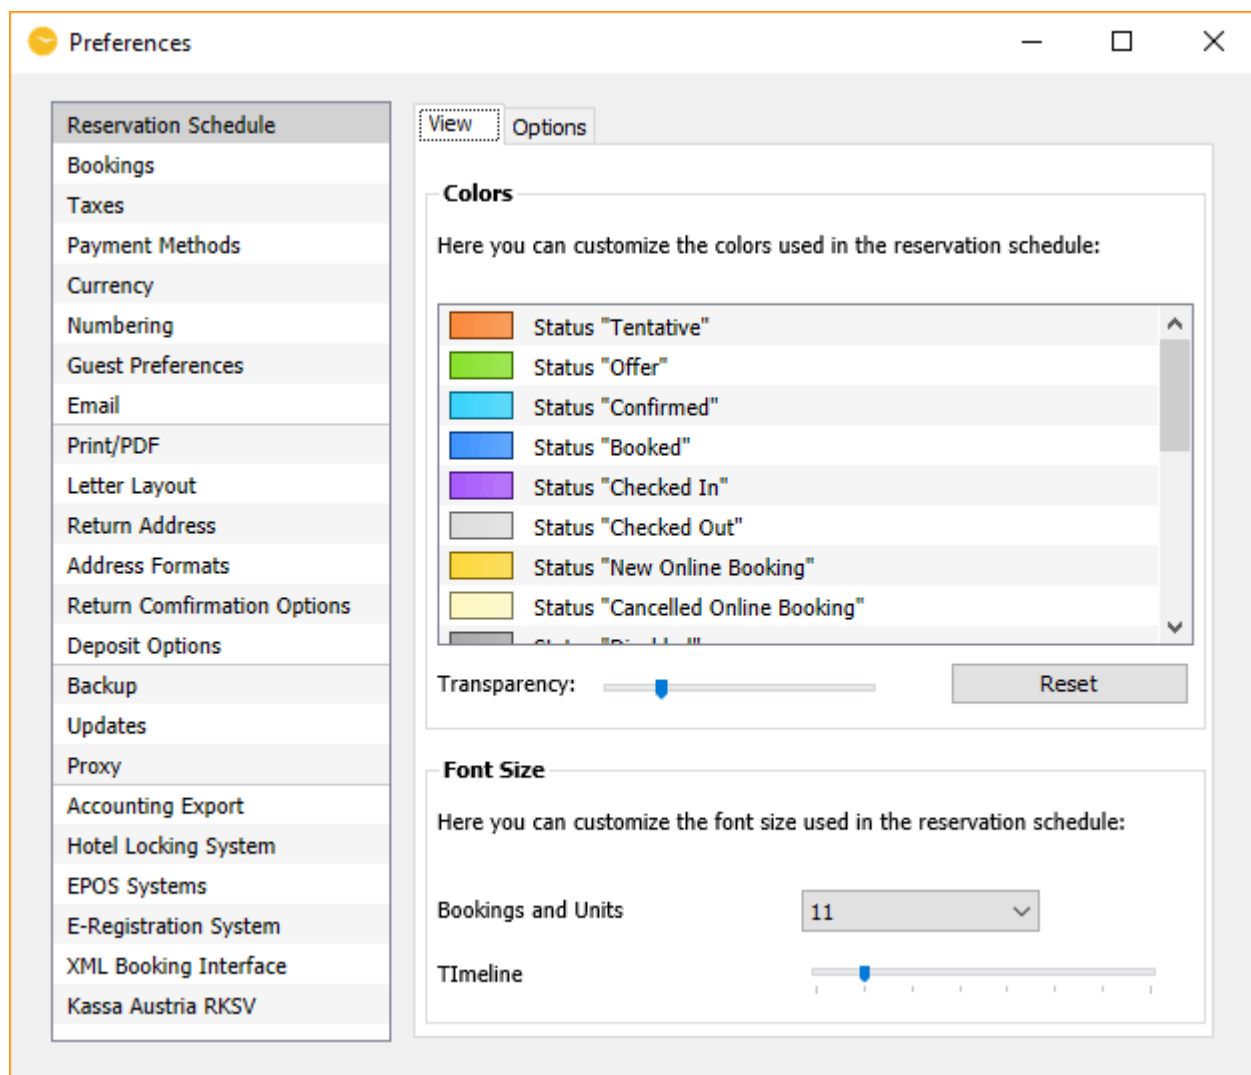 Preferences
Reservation Schedule
Bookings
Taxes
Payment Methods
Currency
Numbering
Guest Preferences
Email
Print/PDF
Letter Layout
Return Address
Address Formats
Return Comfirmation Options
Deposit Options
Backup
Updates
Proxy
Accounting Export
Hotel Locking System
EPOS Systems
E-Registration System
XML Booking Interface
Kassa Austria RKSV
View Options
Colors
Here you can customize the colors used in the reservation schedule:
Status "Tentative"
Status "Offer"
Status "Confirmed"
Status "Booked"
Status "Checked In"
Status "Checked Out"
Status "New Online Booking"
Status "Cancelled Online Booking"
Transparency: Reset
Font Size
Here you can customize the font size used in the reservation schedule:
Bookings and Units 11
TImeline